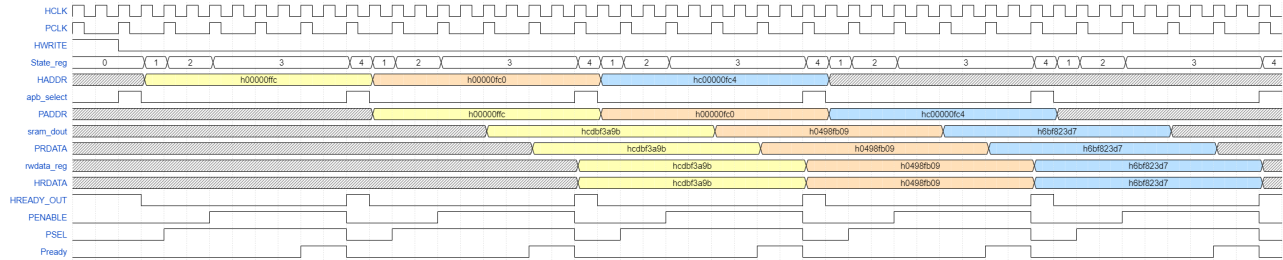 HCLK
PCLK
HWRITE
State_reg 0 1 2 3 4 1 2 3 4 1 2 3 4 1 2 3 4 1 2 3 4
HADDR h00000ffc h00000fc0 hc00000fc4
apb_select
PADDR h00000ffc h00000fc0 hc00000fc4
sram_dout hcdbf3a9b h0498fb09 h6bf823d7
PRDATA hcdbf3a9b h0498fb09 h6bf823d7
rwdata_reg hcdbf3a9b h0498fb09 h6bf823d7
HRDATA hcdbf3a9b h0498fb09 h6bf823d7
HREADY_OUT
PENABLE
PSEL
Pready